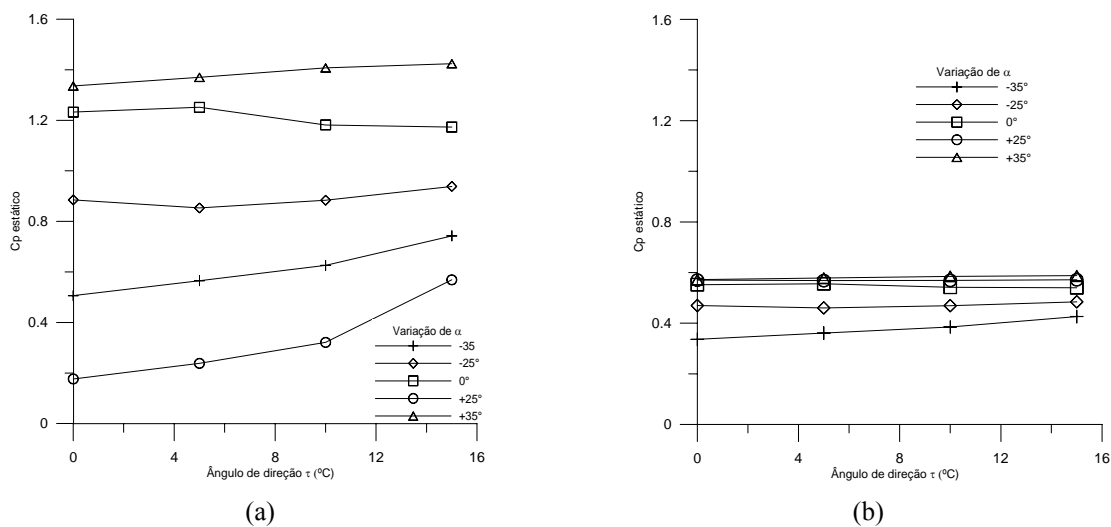 1.6
1.2
0.8
0.4
0
Cp estático
Variação de α
-35
-25°
0°
+25°
+35°
0 4 8 12 16
Ângulo de direção τ (ºC)
(a)
1.6
1.2
0.8
0.4
0
Cp estático
Variação de α
-35°
-25°
0°
+25°
+35°
0 4 8 12 16
Ângulo de direção τ (ºC)
(b)